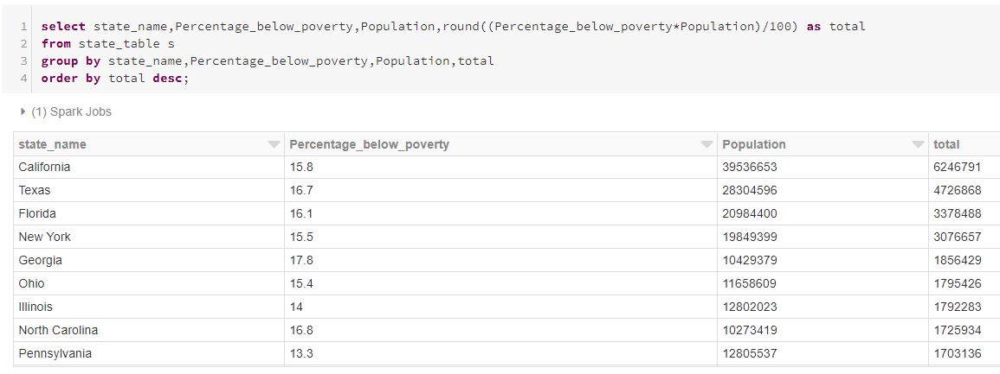 1 select state_name,Percentage_below_poverty,Population,round((Percentage_below_poverty*Population)/100) as total
2 from state_table s
3 group by state_name,Percentage_below_poverty,Population,total
4 order by total desc;
(1) Spark Jobs
state_name Percentage_below_poverty Population total
California 15.8 39536653 6246791
Texas 16.7 28304596 4726868
Florida 16.1 20984400 3378488
New York 15.5 19849399 3076657
Georgia 17.8 10429379 1856429
Ohio 15.4 11658609 1795426
Illinois 14 12802023 1792283
North Carolina 16.8 10273419 1725934
Pennsylvania 13.3 12805537 1703136